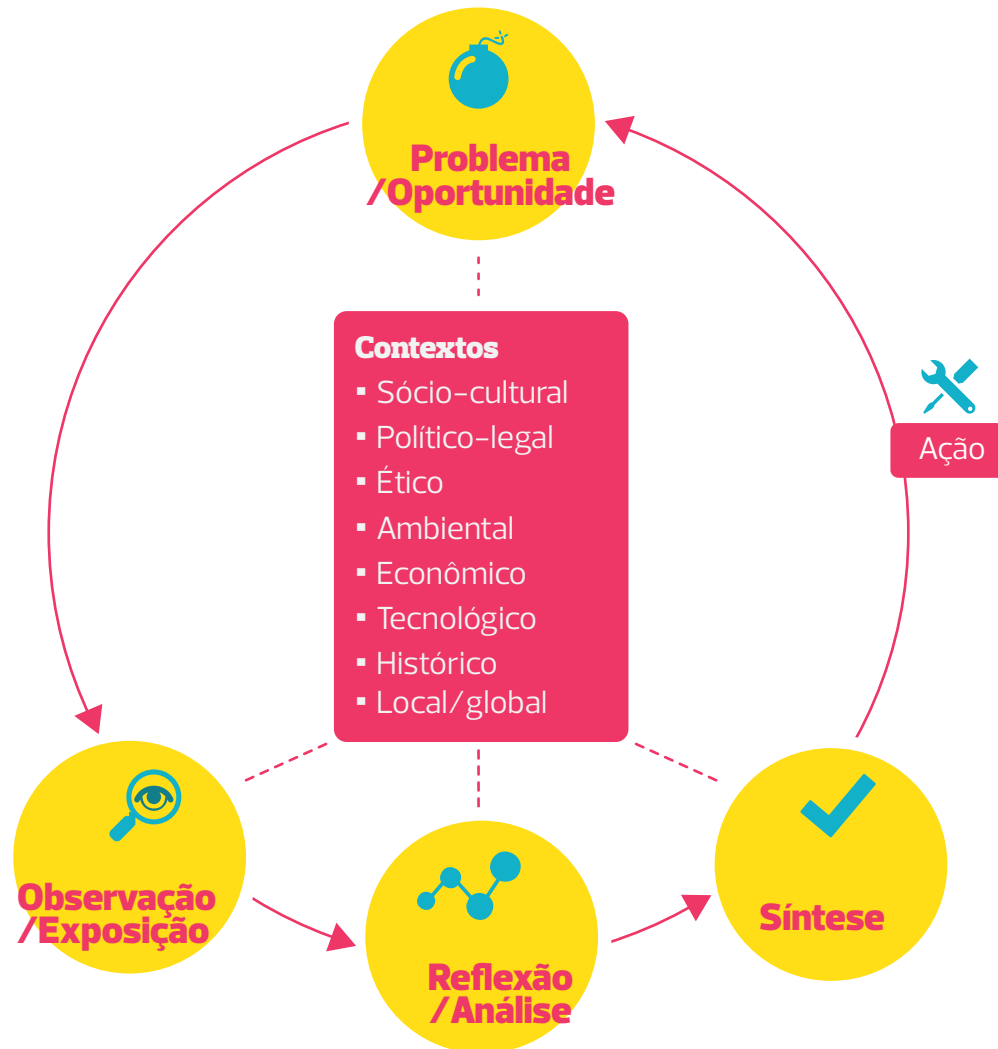 Problema
/Oportunidade
Contextos
▪ Sócio-cultural
▪ Político-legal
▪ Ético
▪ Ambiental
▪ Econômico
▪ Tecnológico
▪ Histórico
▪ Local/global
Ação
Observação
/Exposição
Reflexão
/Análise
Síntese